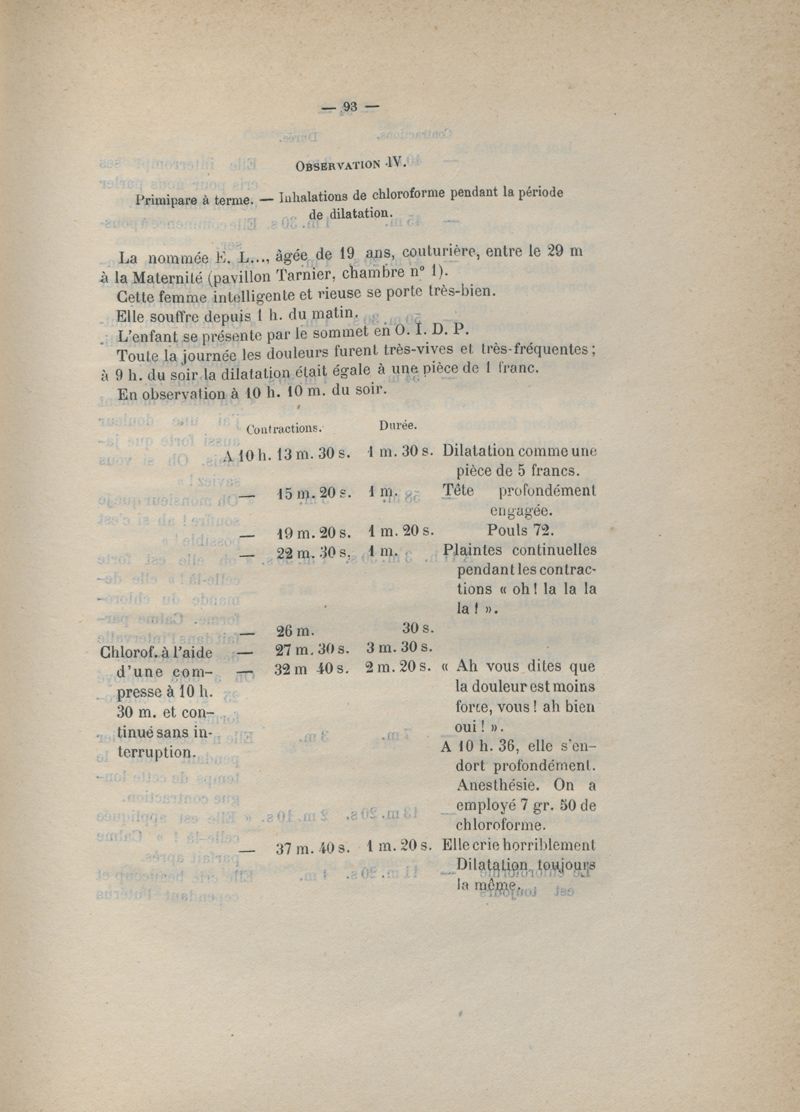 — 93 —
OBSERVATION IV.
Primipare à terme. — Inhalations de chloroforme pendant la période
de dilatation.
La nommée E. L..., âgée de 19 ans, couturière, entre le 29 m
à la Maternité (pavillon Tarnier, chambre n° 1).
Cette femme intelligente et rieuse se porte très-bien.
Elle souffre depuis 1 h. du matin.
L'enfant se présente par le sommet en O. I. D. P.
Toute la journée les douleurs furent très-vives et très-fréquentes;
à 9 h. du soir la dilatation était égale à une pièce de 1 franc.
En observation à 10 h. 10 m. du soir.
Contractions. Durée.
A 10 h. 13 m. 30 s. 1 m. 30 s. Dilatation comme une
pièce de 5 francs.
— 15 m. 20 s. 1 m. Tête profondément
engagée.
— 19 m. 20 s. 1 m. 20 s. Pouls 72.
— 22 m. 30 s. 1 m. Plaintes continuelles
pendant les contrac-
tions « oh! la la la
la! ».
— 26 m. 30 s.
Chlorof. à l'aide — 27 m. 30 s. 3 m. 30 s.
d'une com- — 32 m 40 s. 2 m. 20 s. « Ah vous dites que
presse à 10 h. la douleur est moins
30 m. et con- forte, vous! ah bien
tinué sans in- oui! ».
terruption. A 10 h. 36, elle s'en-
dort profondément.
Anesthésie. On a
employé 7 gr. 50 de
chloroforme.
— 37 m. 40 s. 1 m. 20 s. Elle crie horriblement
Dilatation toujours
la même.